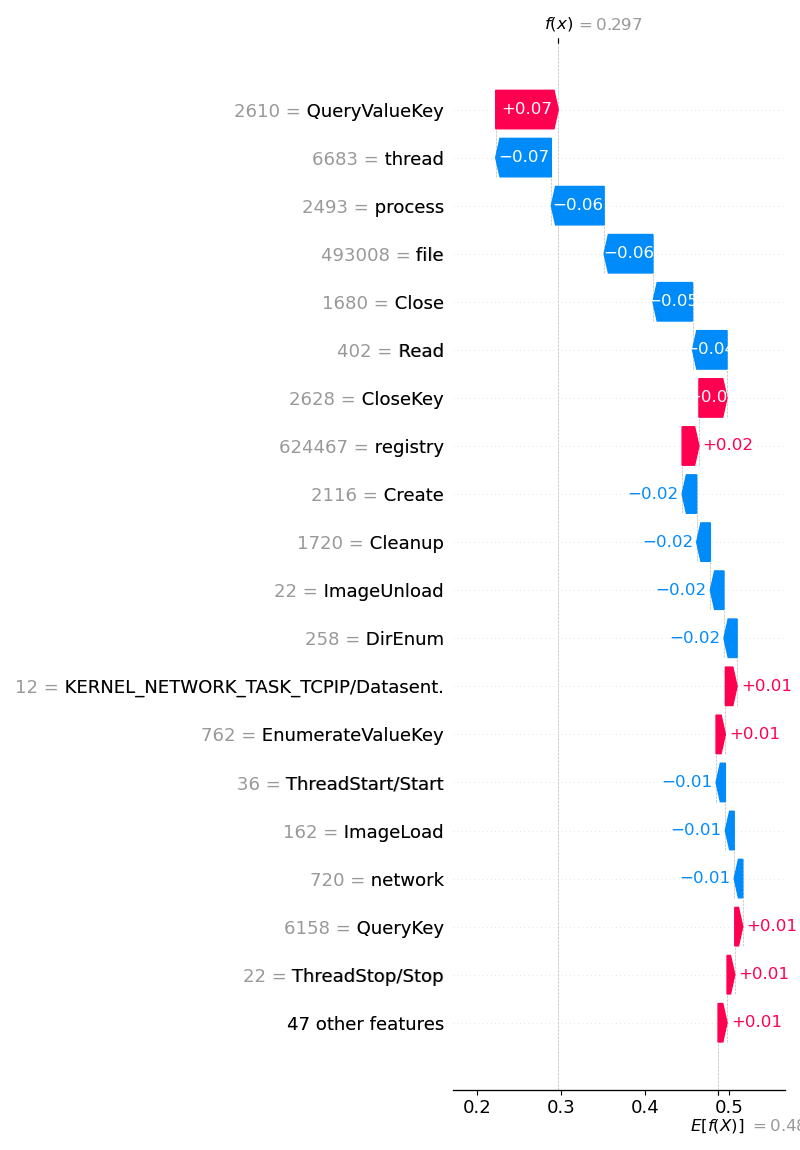 f(x) = 0.297
2610 = QueryValueKey +0.07
6683 = thread −0.07
2493 = process −0.06
493008 = file −0.06
1680 = Close −0.05
402 = Read −0.04
2628 = CloseKey
624467 = registry +0.02
2116 = Create −0.02
1720 = Cleanup −0.02
22 = ImageUnload −0.02
258 = DirEnum −0.02
12 = KERNEL_NETWORK_TASK_TCPIP/Datasent. +0.01
762 = EnumerateValueKey +0.01
36 = ThreadStart/Start −0.01
162 = ImageLoad −0.01
720 = network −0.01
6158 = QueryKey +0.01
22 = ThreadStop/Stop +0.01
47 other features +0.01
0.2 0.3 0.4 0.5
E[f(X)] = 0.48